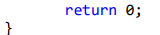 return 0;
}